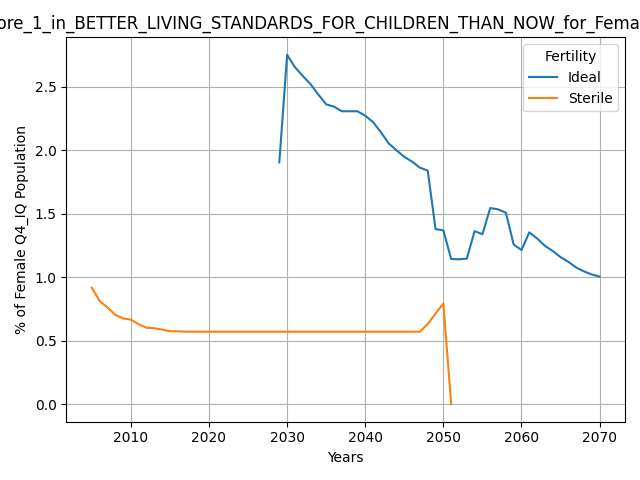 ore_1_in_BETTER_LIVING_STANDARDS_FOR_CHILDREN_THAN_NOW_for_Fema
Fertility
Ideal
Sterile
% of Female Q4_IQ Population
2.5
2.0
1.5
1.0
0.5
0.0
2010 2020 2030 2040 2050 2060 2070
Years